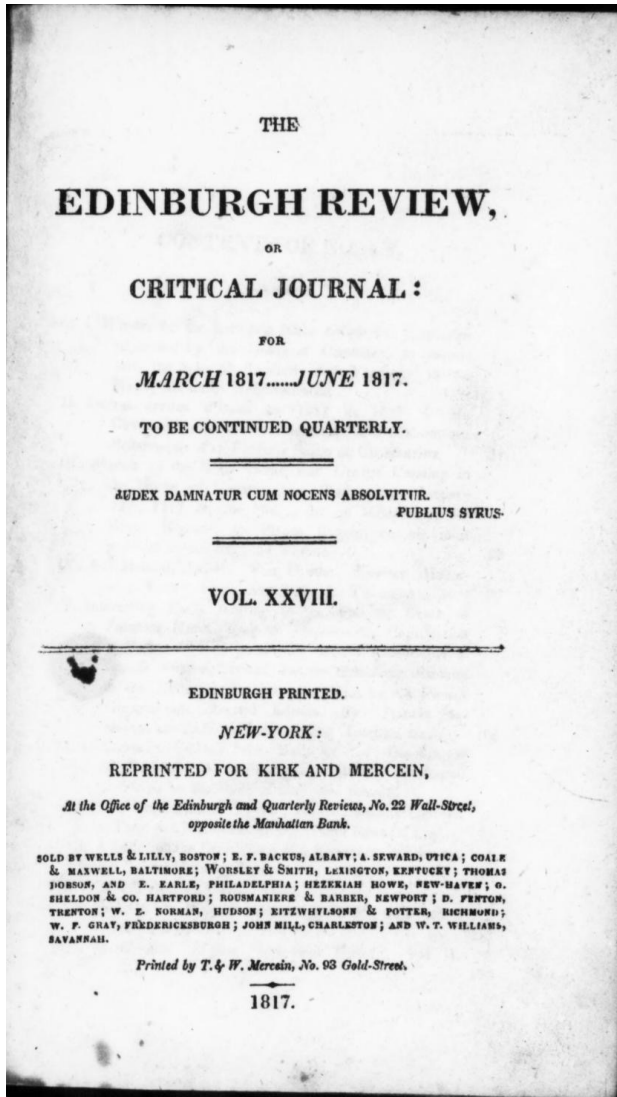 THE
EDINBURGH REVIEW,
OR
CRITICAL JOURNAL:
FOR
MARCH 1817......JUNE 1817.
TO BE CONTINUED QUARTERLY.
JUDEX DAMNATUR CUM NOCENS ABSOLVITUR.
PUBLIUS SYRUS.
VOL. XXVIII.
EDINBURGH PRINTED.
NEW-YORK:
REPRINTED FOR KIRK AND MERCEIN,
At the Office of the Edinburgh and Quarterly Reviews, No. 22 Wall-Street,
opposite the Manhattan Bank.
SOLD BY WELLS & LILLY, BOSTON; E. F. BACKUS, ALBANY; A. SEWARD, UTICA; COALE
& MAXWELL, BALTIMORE; WORSLEY & SMITH, LEXINGTON, KENTUCKY; THOMAS
DOBSON, AND E. EARLE, PHILADELPHIA; HEZEKIAH HOWE, NEW-HAVEN; G.
SHELDON & CO. HARTFORD; ROUSMANIERE & BARBER, NEWPORT; D. FENTON,
TRENTON; W. E. NORMAN, HUDSON; FITZWHYLSONN & POTTER, RICHMOND;
W. F. GRAY, FREDERICKSBURGH; JOHN MILL, CHARLESTON; AND W. T. WILLIAMS,
SAVANNAH.
Printed by T. & W. Mercein, No. 93 Gold-Street.
1817.